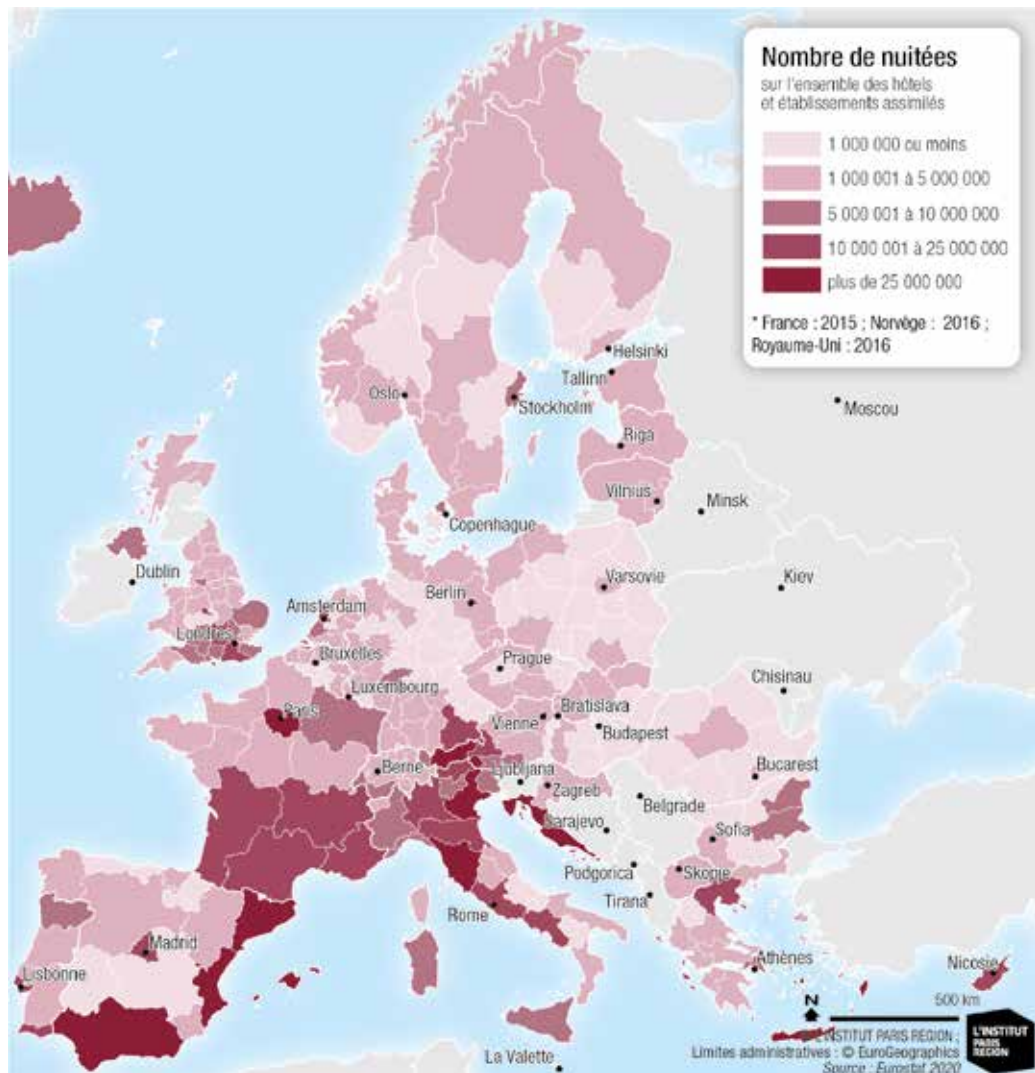 Nombre de nuitées
sur l'ensemble des hôtels
et établissements assimilés
1 000 000 ou moins
1 000 001 à 5 000 000
5 000 001 à 10 000 000
10 000 001 à 25 000 000
plus de 25 000 000
* France : 2015 ; Norvège : 2016 ;
Royaume-Uni : 2016
Helsinki
Tallinn
Oslo
Stockholm
Moscou
Riga
Vilnius
Minsk
Copenhague
Dublin
Varsovie
Kiev
Berlin
Amsterdam
Londres
Bruxelles
Prague
Luxembourg
Chisinau
Paris
Bratislava
Vienne
Budapest
Berne
Ljubljana
Bucarest
Zagreb
Belgrade
Sarajevo
Sofia
Podgorica
Skopje
Tirana
Rome
Madrid
Athènes
Nicosie
Lisbonne
N
500 km
L'INSTITUT PARIS REGION ;
Limites administratives : © EuroGeographics
Source : Eurostat 2020
L'INSTITUT
PARIS
REGION
La Valette